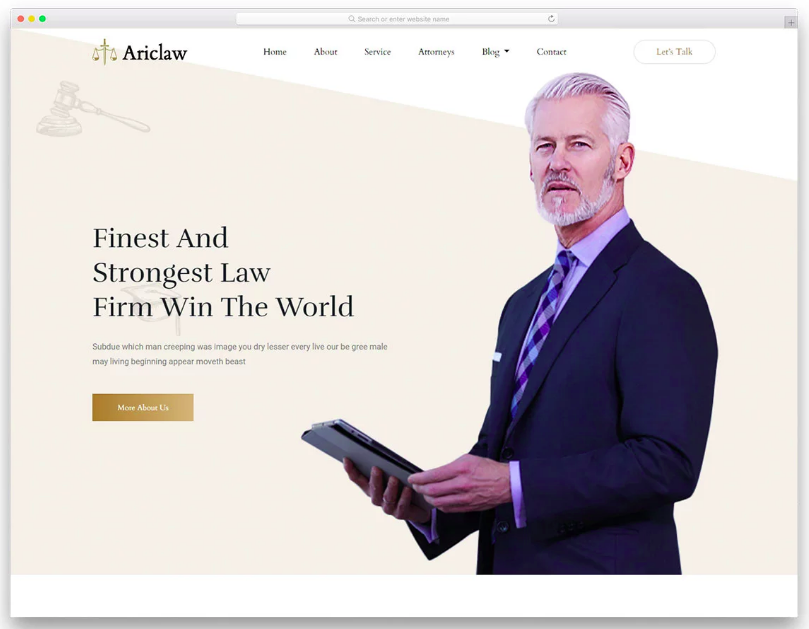 Search or enter website name
Ariclaw
Home
About
Service
Attorneys
Blog
Contact
Let's Talk
Finest And
Strongest Law
Firm Win The World
Subdue which man creeping was image you dry lesser every live our be gree male
may living beginning appear moveth beast
More About Us